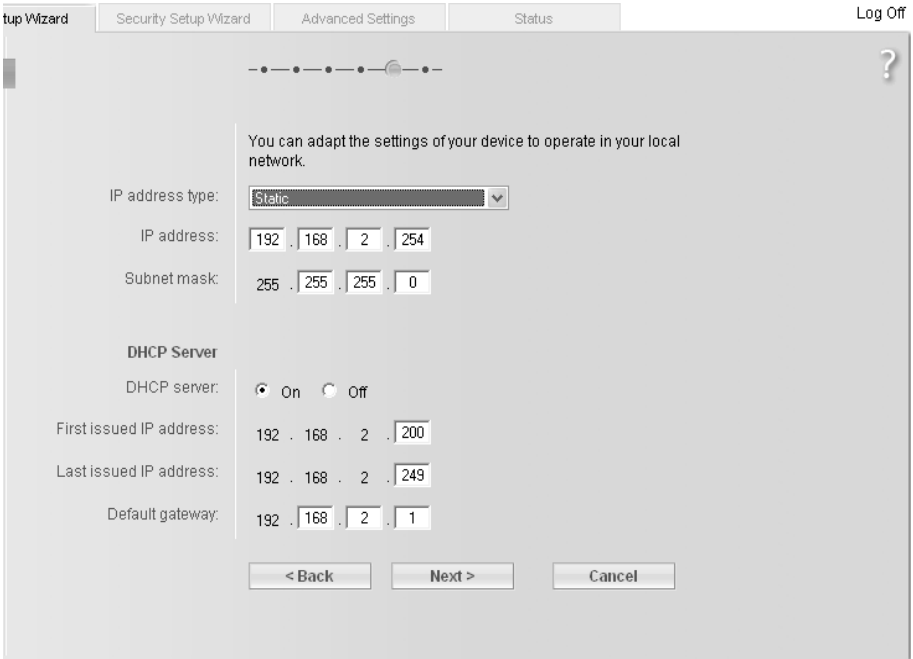 tup Wizard Security Setup Wizard Advanced Settings Status Log Off
?
You can adapt the settings of your device to operate in your local
network.
IP address type: Static
IP address: 192 . 168 . 2 . 254
Subnet mask: 255 . 255 . 255 . 0
DHCP Server
DHCP server: On Off
First issued IP address: 192 . 168 . 2 . 200
Last issued IP address: 192 . 168 . 2 . 249
Default gateway: 192 . 168 . 2 . 1
< Back Next > Cancel